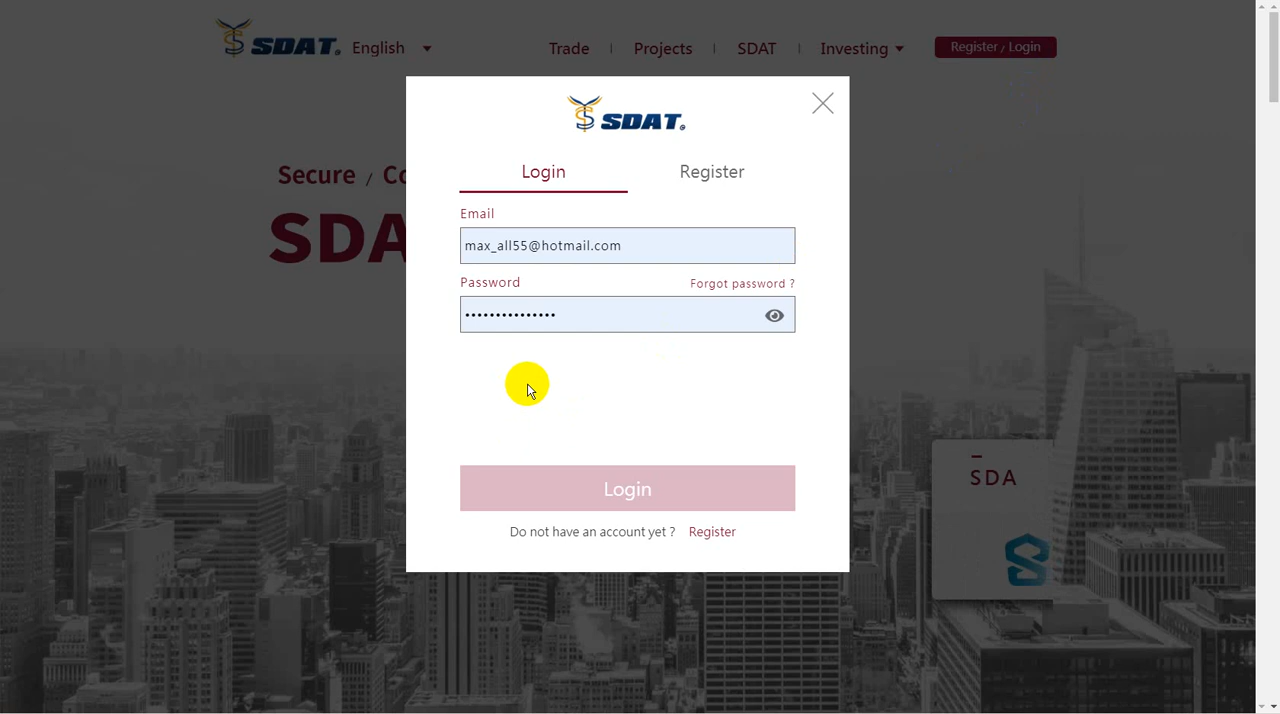 SDAT. English Trade Projects SDAT Investing Register / Login
SDAT.
Login Register
Email
max_all55@hotmail.com
Password Forgot password ?
•••••••••••••••
Login
Do not have an account yet ? Register
Secure / Co
SDA
SDA